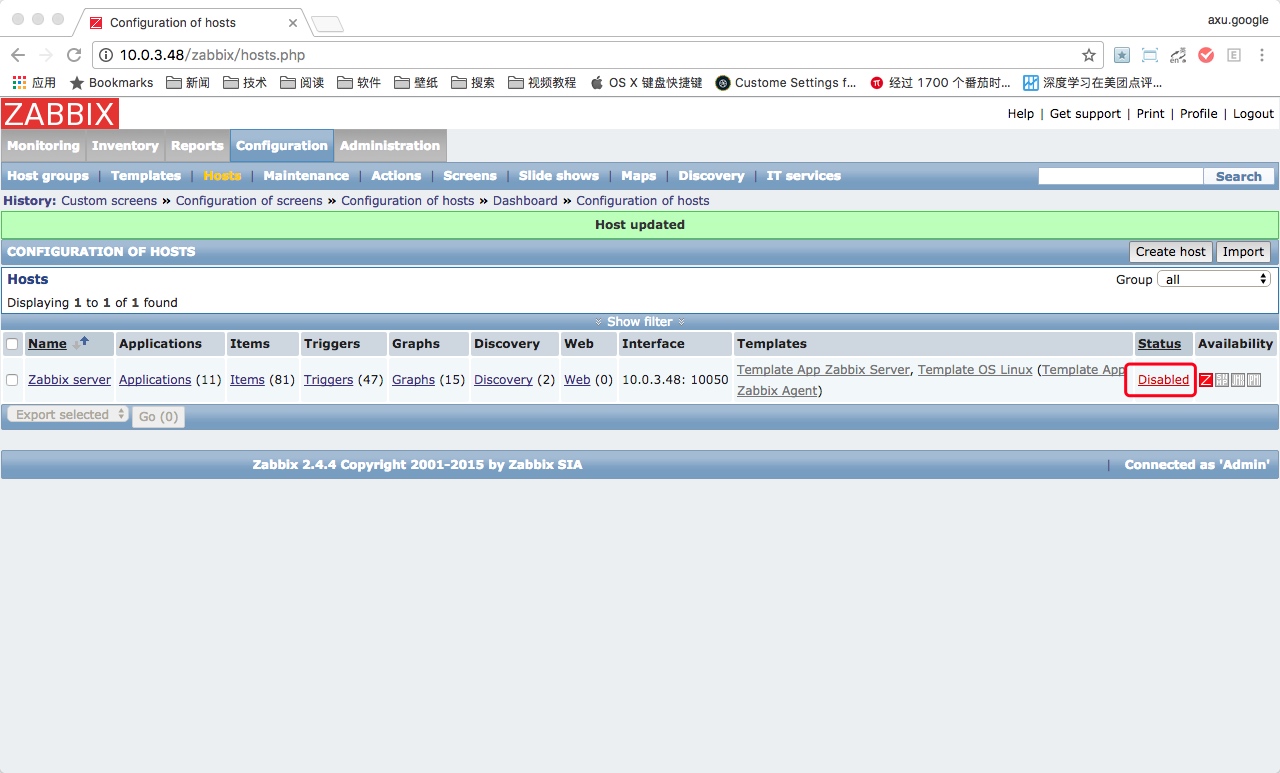 Configuration of hosts
axu.google
10.0.3.48/zabbix/hosts.php
应用 Bookmarks 新闻 技术 阅读 软件 壁纸 搜索 视频教程 OS X 键盘快捷键 Custome Settings f... 经过 1700 个番茄时... 深度学习在美团点评...
ZABBIX
Help | Get support | Print | Profile | Logout
Monitoring Inventory Reports Configuration Administration
Host groups | Templates | Hosts | Maintenance | Actions | Screens | Slide shows | Maps | Discovery | IT services Search
History: Custom screens » Configuration of screens » Configuration of hosts » Dashboard » Configuration of hosts
Host updated
CONFIGURATION OF HOSTS Create host Import
Hosts Group all
Displaying 1 to 1 of 1 found
Show filter
Name Applications Items Triggers Graphs Discovery Web Interface Templates Status Availability
Zabbix server Applications (11) Items (81) Triggers (47) Graphs (15) Discovery (2) Web (0) 10.0.3.48: 10050 Template App Zabbix Server, Template OS Linux (Template App Disabled
Zabbix Agent)
Export selected Go (0)
Zabbix 2.4.4 Copyright 2001-2015 by Zabbix SIA | Connected as 'Admin'